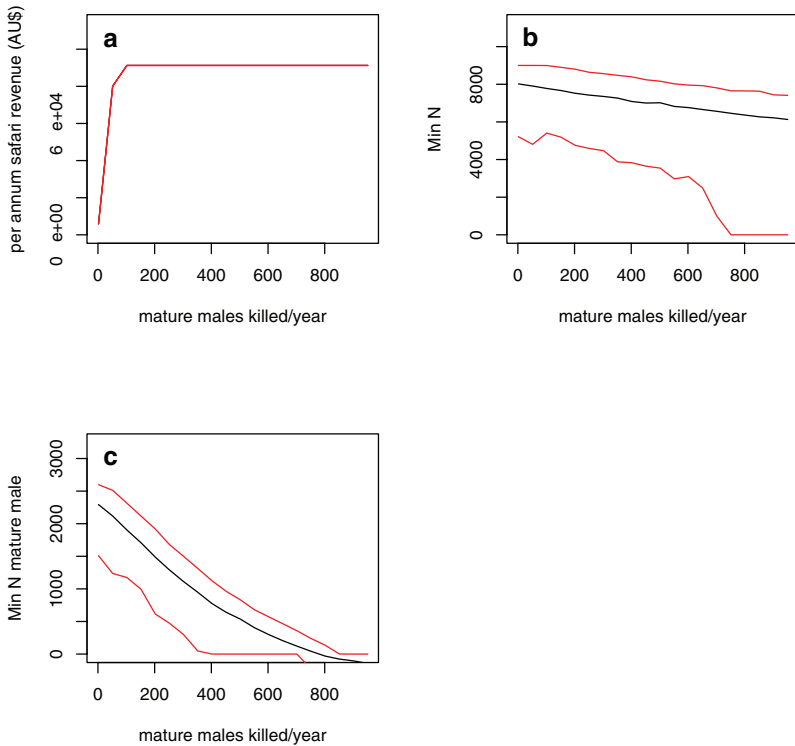 a
per annum safari revenue (AU$)
0 e+00 6 e+04
0 200 400 600 800
mature males killed/year
b
Min N
0 4000 8000
0 200 400 600 800
mature males killed/year
c
Min N mature male
0 1000 2000 3000
0 200 400 600 800
mature males killed/year